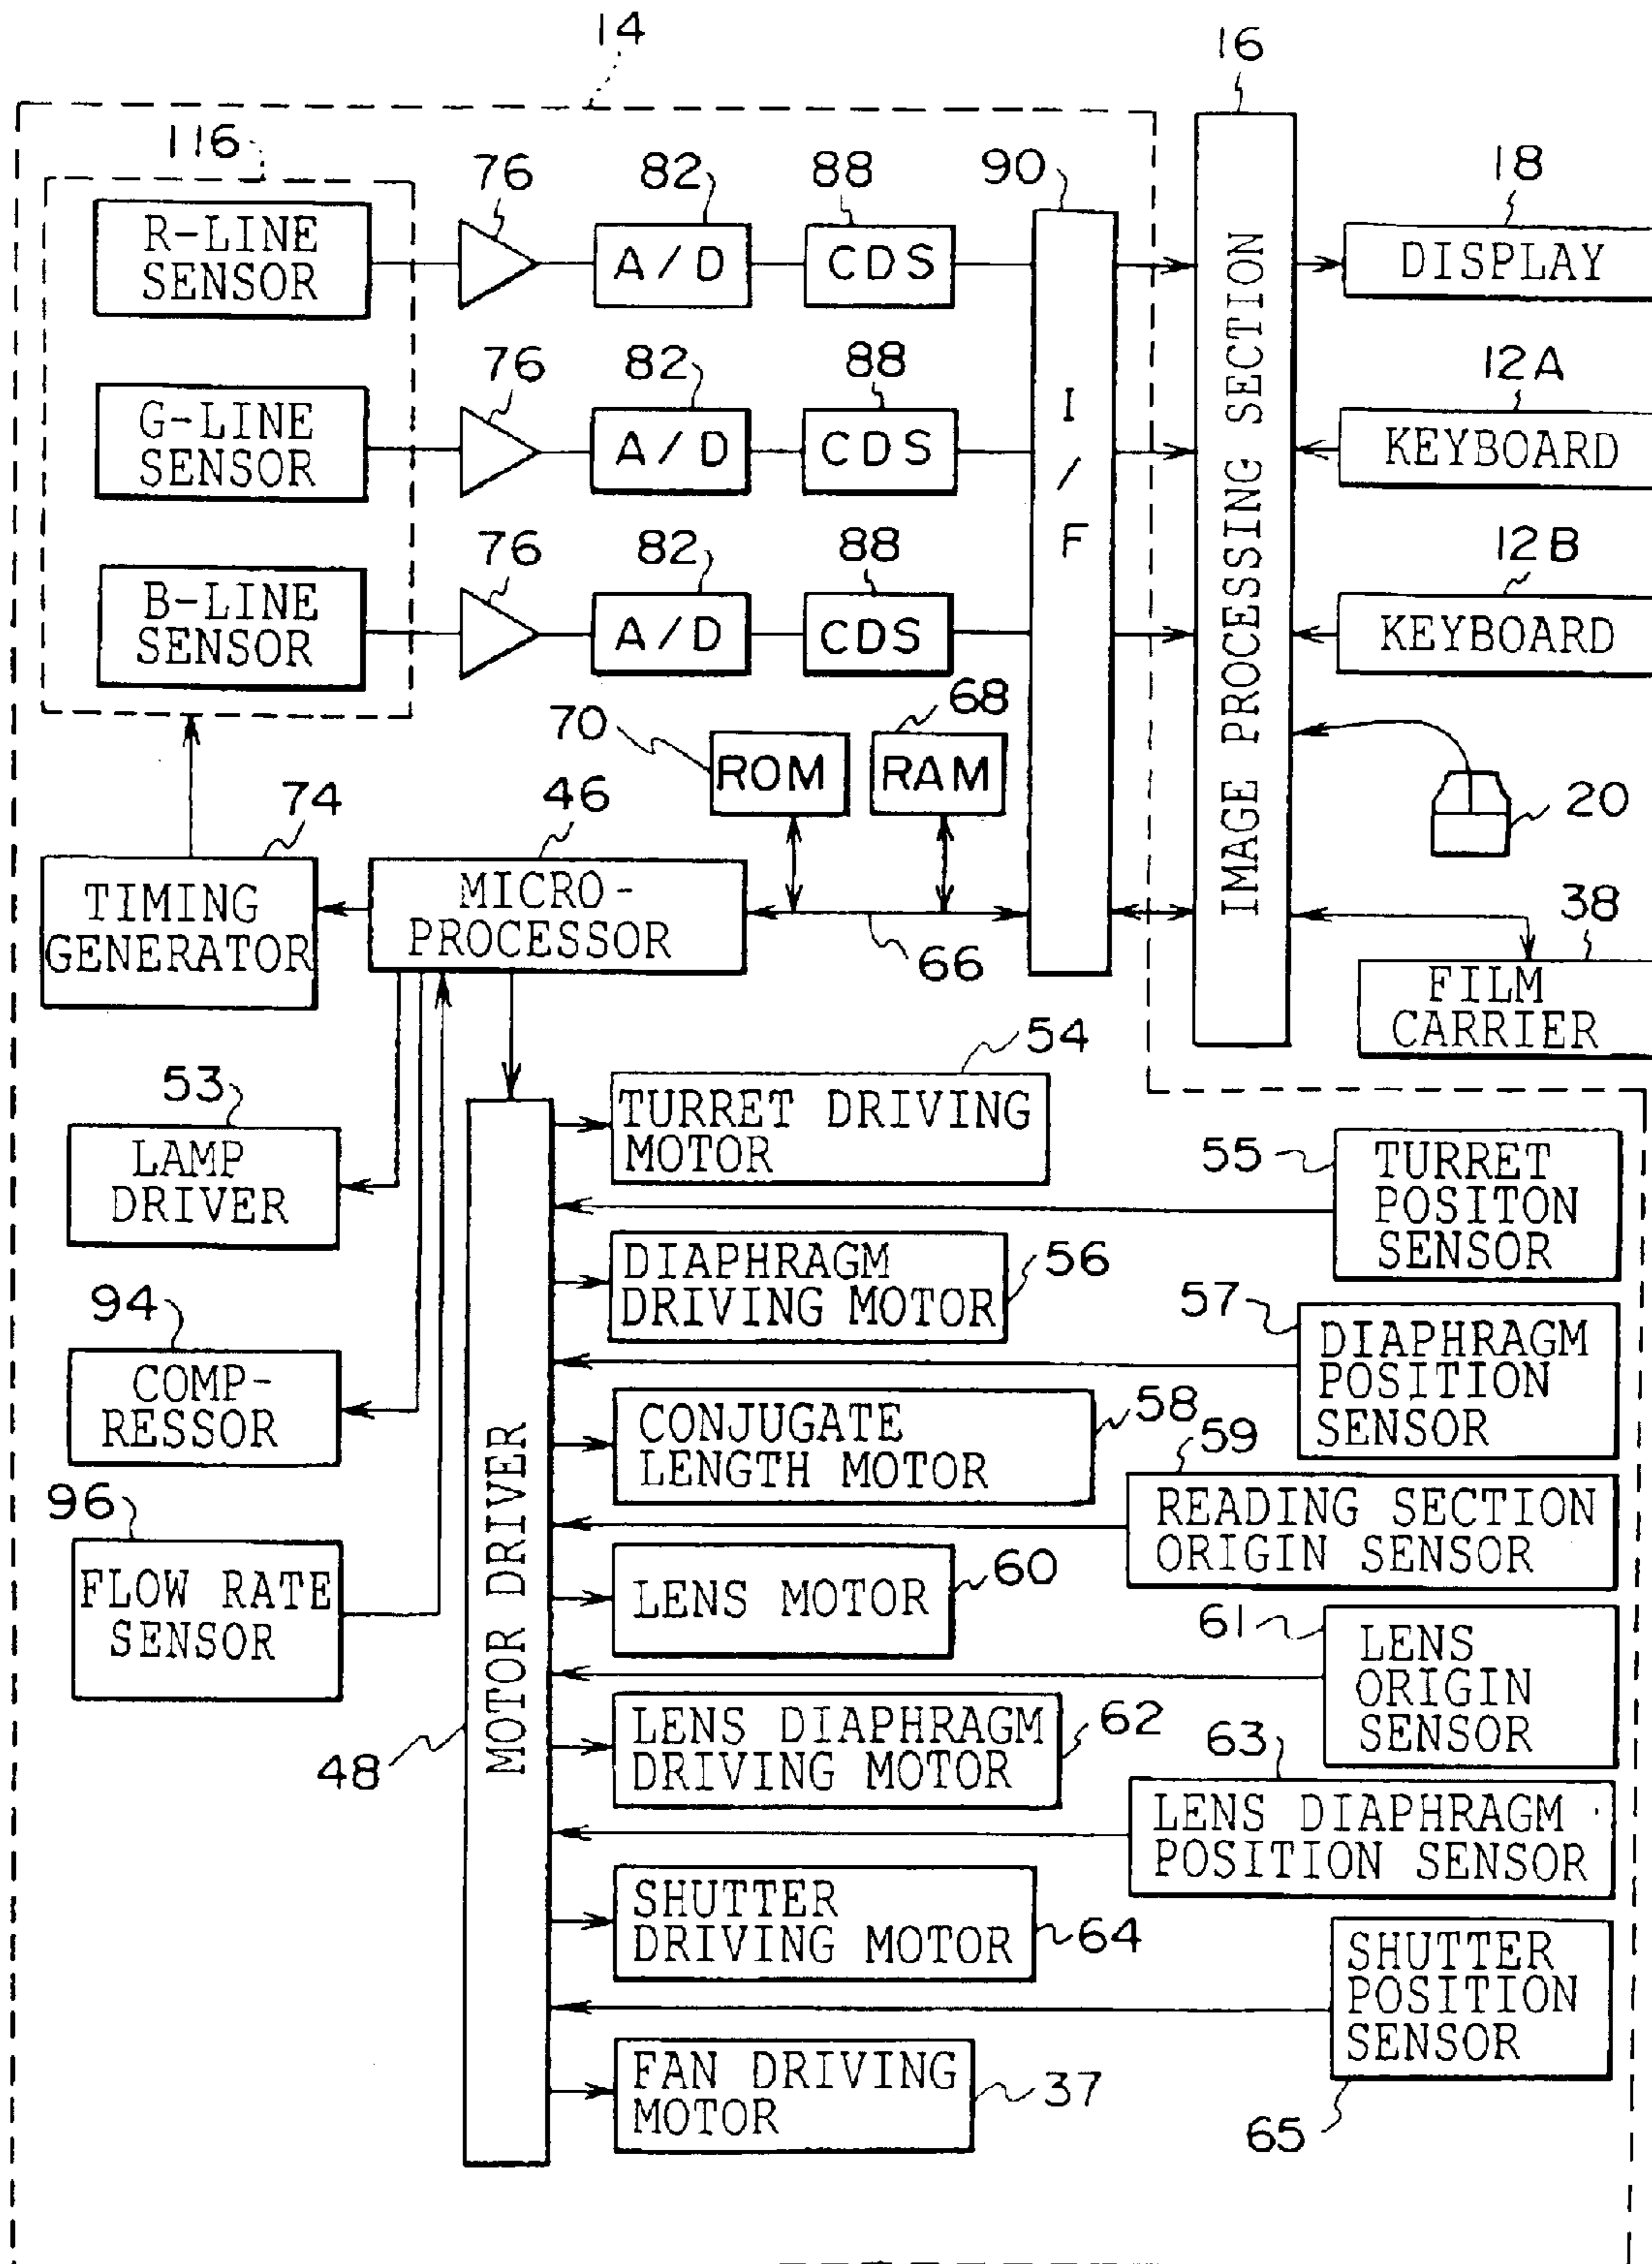 14
16
116
76
82
88
90
18
R-LINE
SENSOR
A/D
CDS
DISPLAY
76
82
88
12A
G-LINE
SENSOR
A/D
CDS
KEYBOARD
76
82
88
12B
B-LINE
SENSOR
A/D
CDS
KEYBOARD
I
/
F
IMAGE PROCESSING SECTION
70
68
ROM
RAM
20
74
46
TIMING
GENERATOR
MICRO-
PROCESSOR
66
38
FILM
CARRIER
54
53
TURRET DRIVING
MOTOR
LAMP
DRIVER
55
TURRET
POSITON
SENSOR
DIAPHRAGM
DRIVING MOTOR
56
94
57
DIAPHRAGM
POSITION
SENSOR
COMP-
RESSOR
CONJUGATE
LENGTH MOTOR
58
59
96
READING SECTION
ORIGIN SENSOR
FLOW RATE
SENSOR
LENS MOTOR
60
61
LENS
ORIGIN
SENSOR
MOTOR DRIVER
48
LENS DIAPHRAGM
DRIVING MOTOR
62
63
LENS DIAPHRAGM
POSITION SENSOR
SHUTTER
DRIVING MOTOR
64
SHUTTER
POSITION
SENSOR
65
FAN DRIVING
MOTOR
37